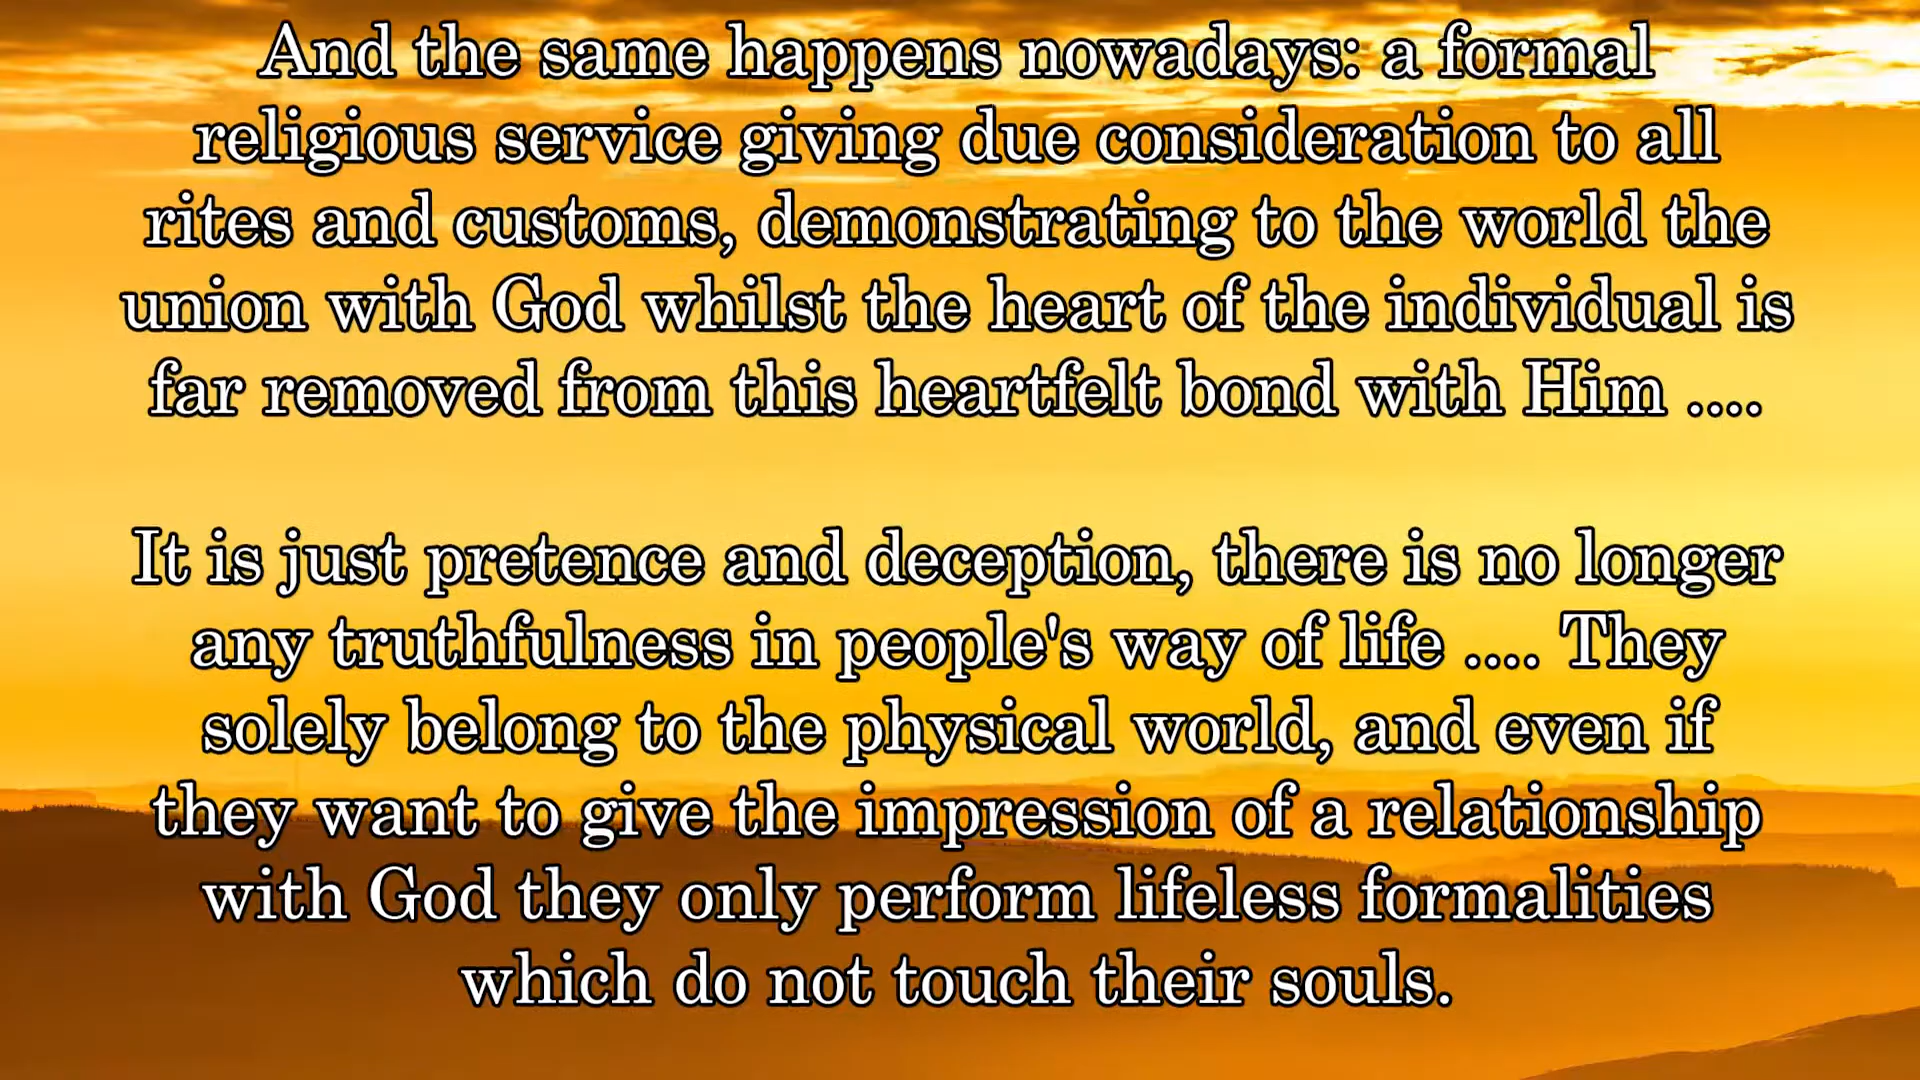 And the same happens nowadays: a formal
religious service giving due consideration to all
rites and customs, demonstrating to the world the
union with God whilst the heart of the individual is
far removed from this heartfelt bond with Him ....
It is just pretence and deception, there is no longer
any truthfulness in people's way of life .... They
solely belong to the physical world, and even if
they want to give the impression of a relationship
with God they only perform lifeless formalities
which do not touch their souls.